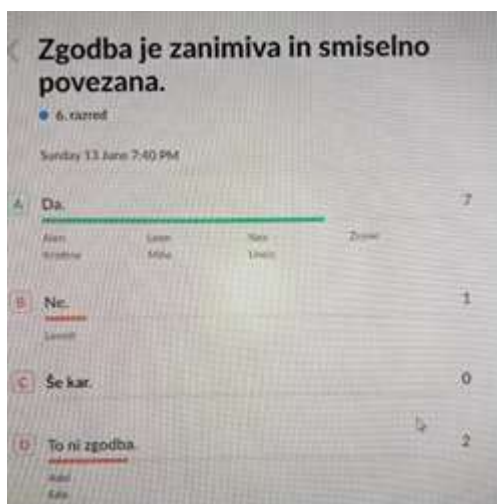 Zgodba je zanimiva in smiselno
povezana.
6. razred
Sunday 13 June 7:40 PM
A Da. 7
Kristina
B Ne. 1
C Še kar. 0
D To ni zgodba. 2